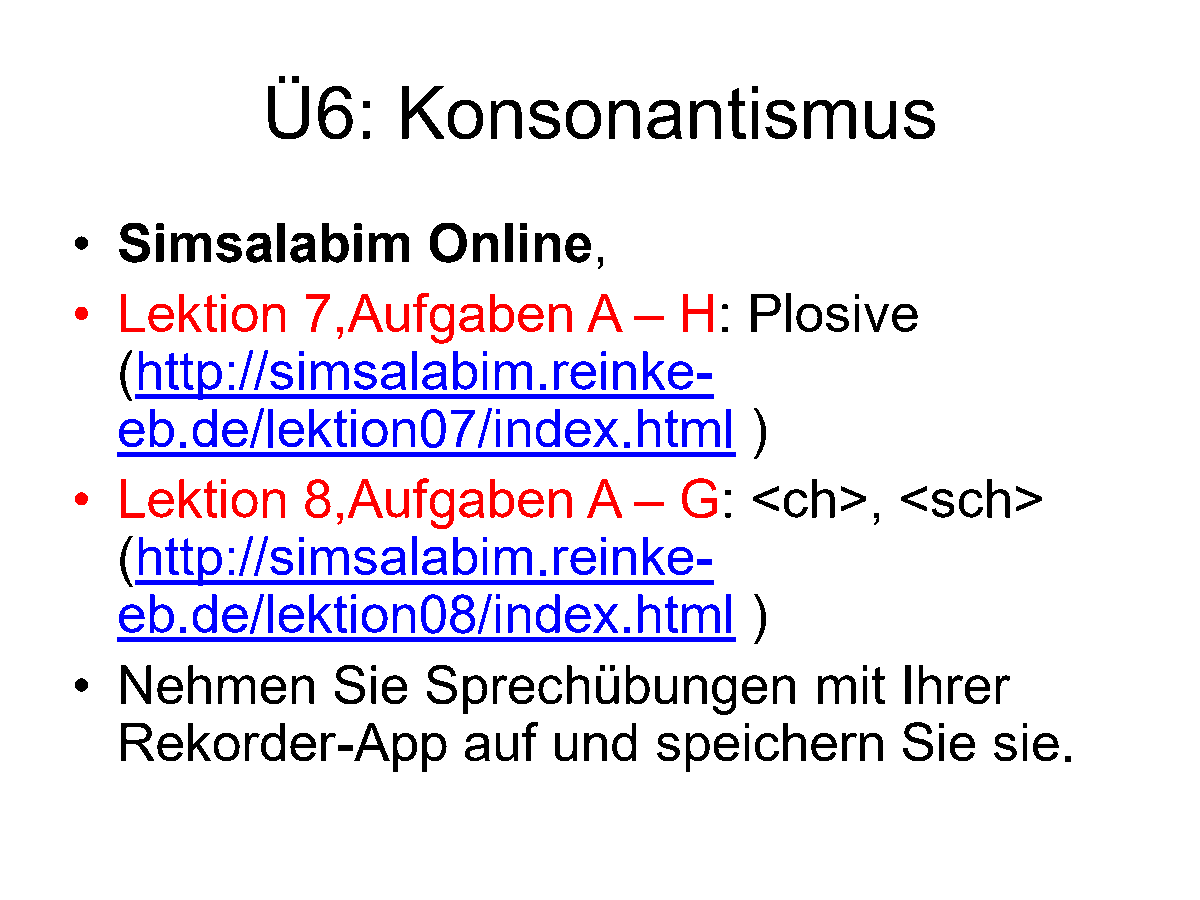 Ü6: Konsonantismus
• Simsalabim Online,
• Lektion 7,Aufgaben A – H: Plosive
(http://simsalabim.reinke-
eb.de/lektion07/index.html )
• Lektion 8,Aufgaben A – G: <ch>, <sch>
(http://simsalabim.reinke-
eb.de/lektion08/index.html )
• Nehmen Sie Sprechübungen mit Ihrer
Rekorder-App auf und speichern Sie sie.